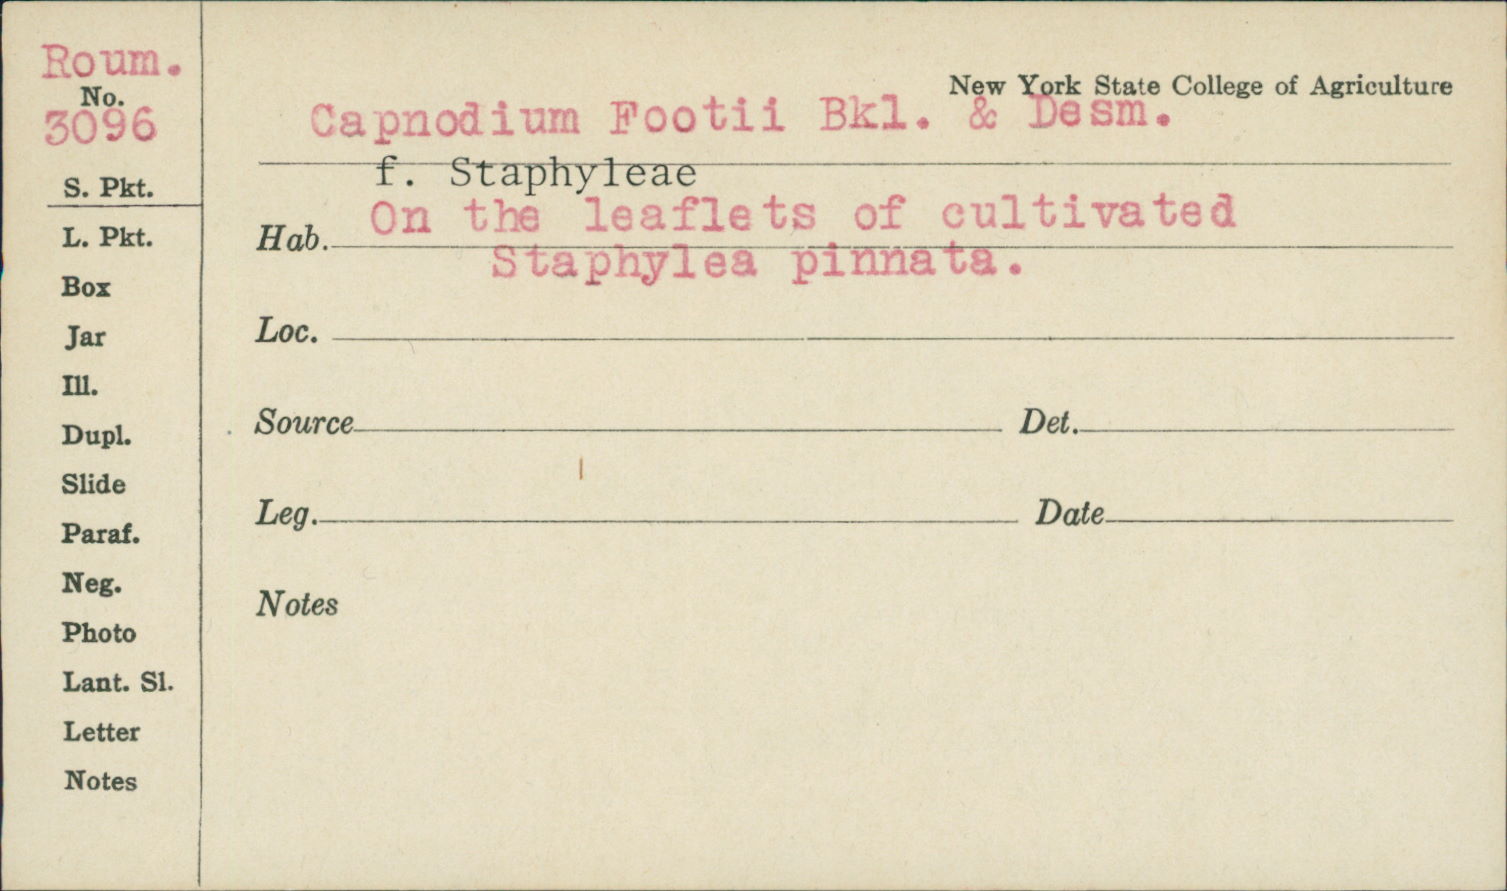 Roum.
No.
3096
S. Pkt.
L. Pkt.
Box
Jar
Ill.
Dupl.
Slide
Paraf.
Neg.
Photo
Lant. Sl.
Letter
Notes
New York State College of Agriculture
Capnodium Footii Bkl. & Desm.
f. Staphyleae
Hab. On the leaflets of cultivated
Staphylea pinnata.
Loc.
Source Det.
Leg. Date
Notes